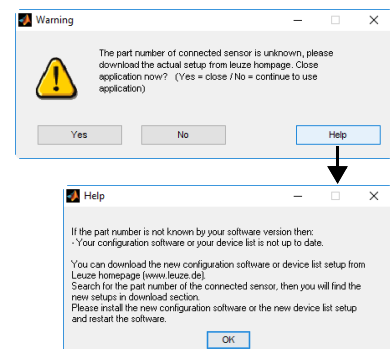 Warning
The part number of connected sensor is unknown, please
download the actual setup from leuze hompage. Close
application now? (Yes = close / No = continue to use
application)
Yes No Help
Help
If the part number is not known by your software version then:
- Your configuration software or your device list is not up to date.
You can download the new configuration software or device list setup from
Leuze homepage (www.leuze.de).
Search for the part number of the connected sensor, then you will find the
new setups in download section.
Please install the new configuration software or the new device list setup
and restart the software.
OK